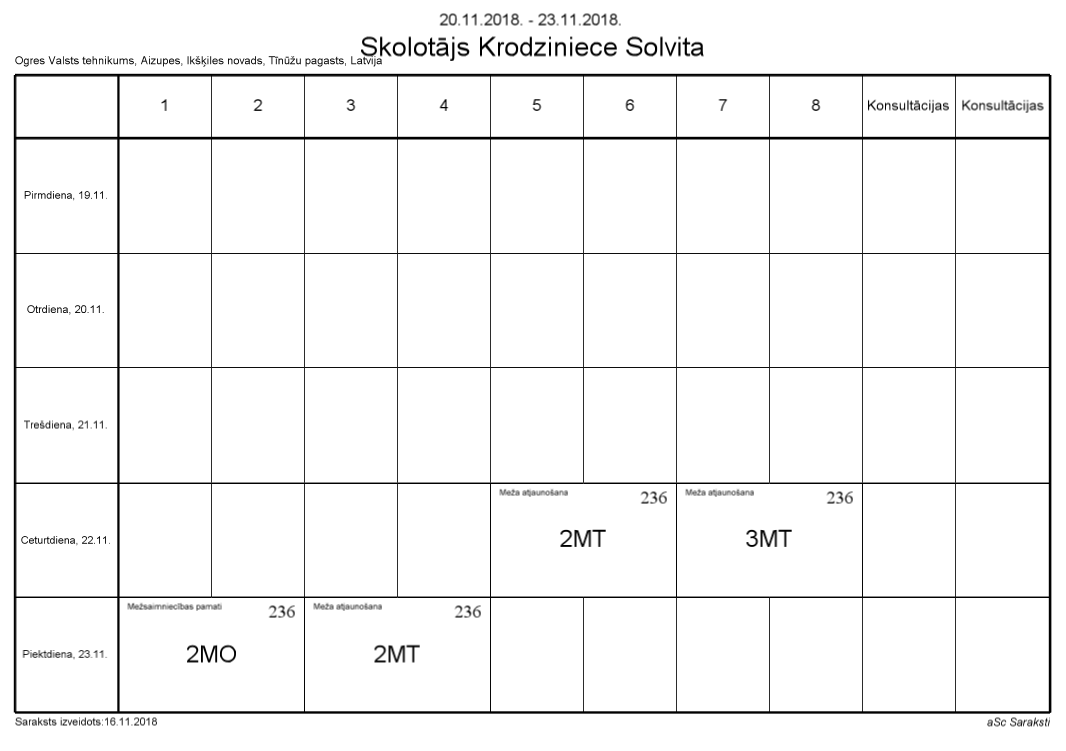 20.11.2018. - 23.11.2018.
Skolotājs Krodziniece Solvita
Ogres Valsts tehnikums, Aizupes, Ikšķiles novads, Tīnūžu pagasts, Latvija
1 2 3 4 5 6 7 8 Konsultācijas Konsultācijas
Pirmdiena, 19.11.
Otrdiena, 20.11.
Trešdiena, 21.11.
Meža atjaunošana 236 Meža atjaunošana 236
Ceturtdiena, 22.11. 2MT 3MT
Mežsaimniecības pamati 236 Meža atjaunošana 236
Piektdiena, 23.11. 2MO 2MT
Saraksts izveidots:16.11.2018 aSc Saraksti